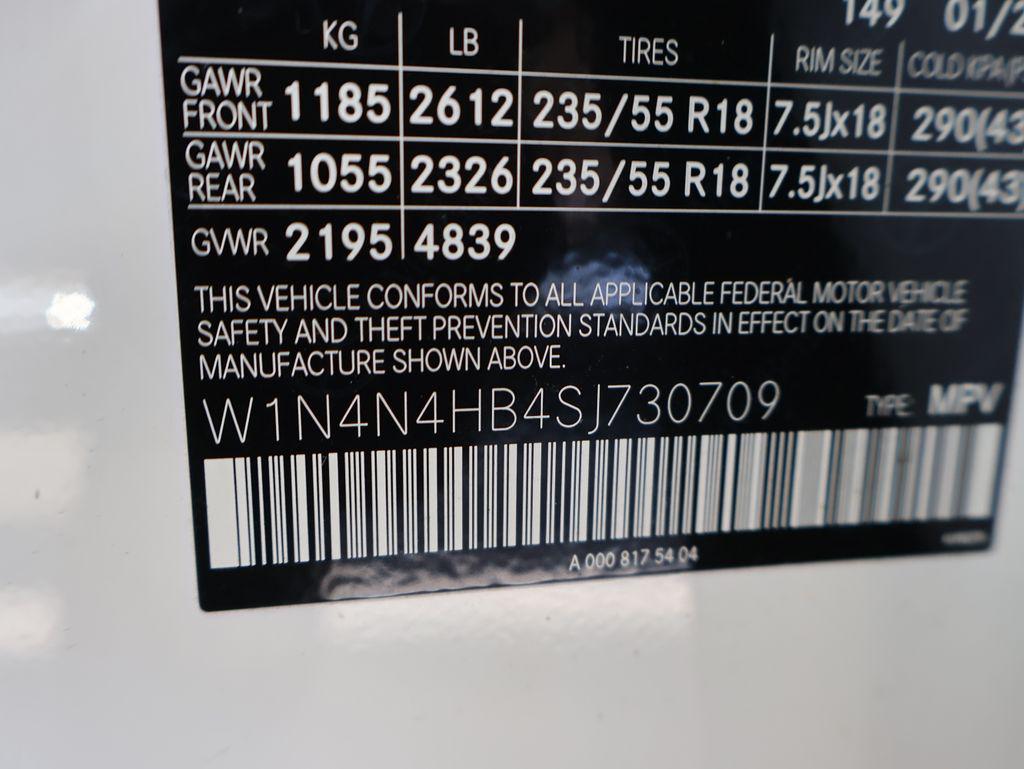 149 01/2
KG LB TIRES RIM SIZE COLD KPA(P
GAWR FRONT 1185 2612 235/55 R18 7.5Jx18 290(43
GAWR REAR 1055 2326 235/55 R18 7.5Jx18 290(43)
GVWR 2195 4839
THIS VEHICLE CONFORMS TO ALL APPLICABLE FEDERAL MOTOR VEHICLE
SAFETY AND THEFT PREVENTION STANDARDS IN EFFECT ON THE DATE OF
MANUFACTURE SHOWN ABOVE.
W1N4N4HB4SJ730709 TYPE: MPV
A 000 817 54 04